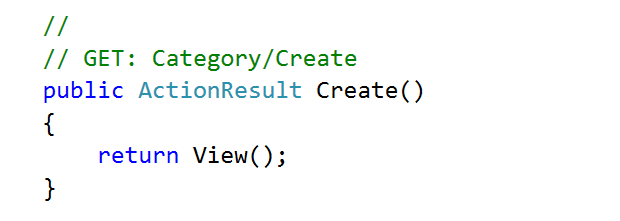 //
// GET: Category/Create
public ActionResult Create()
{
    return View();
}